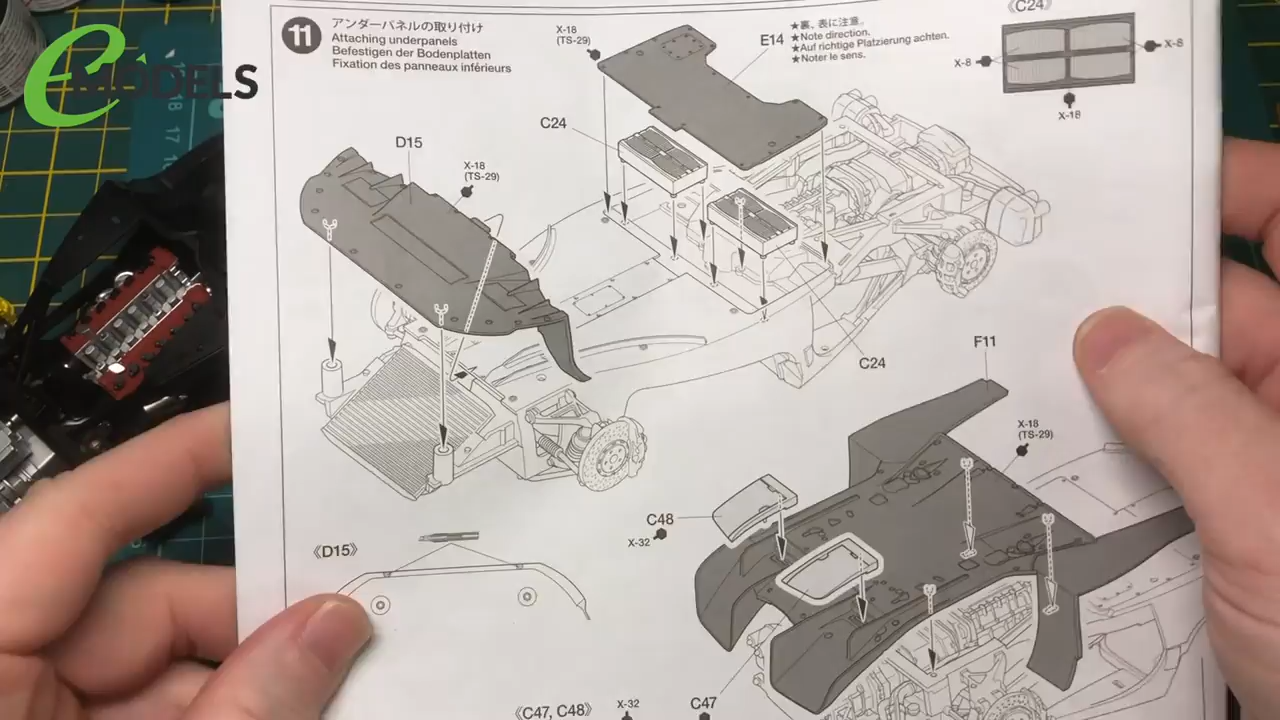 e MODELS
18 17 16
11
アンダーパネルの取り付け
Attaching underpanels
Befestigen der Bodenplatten
Fixation des panneaux inférieurs
X-18
(TS-29)
E14
★裏、表に注意。
★Note direction.
★Auf richtige Platzierung achten.
★Noter le sens.
《C24》
X-8
X-8
X-18
C24
D15
X-18
(TS-29)
C24
F11
X-18
(TS-29)
C48
X-32
《D15》
《C47, C48》
X-32
C47